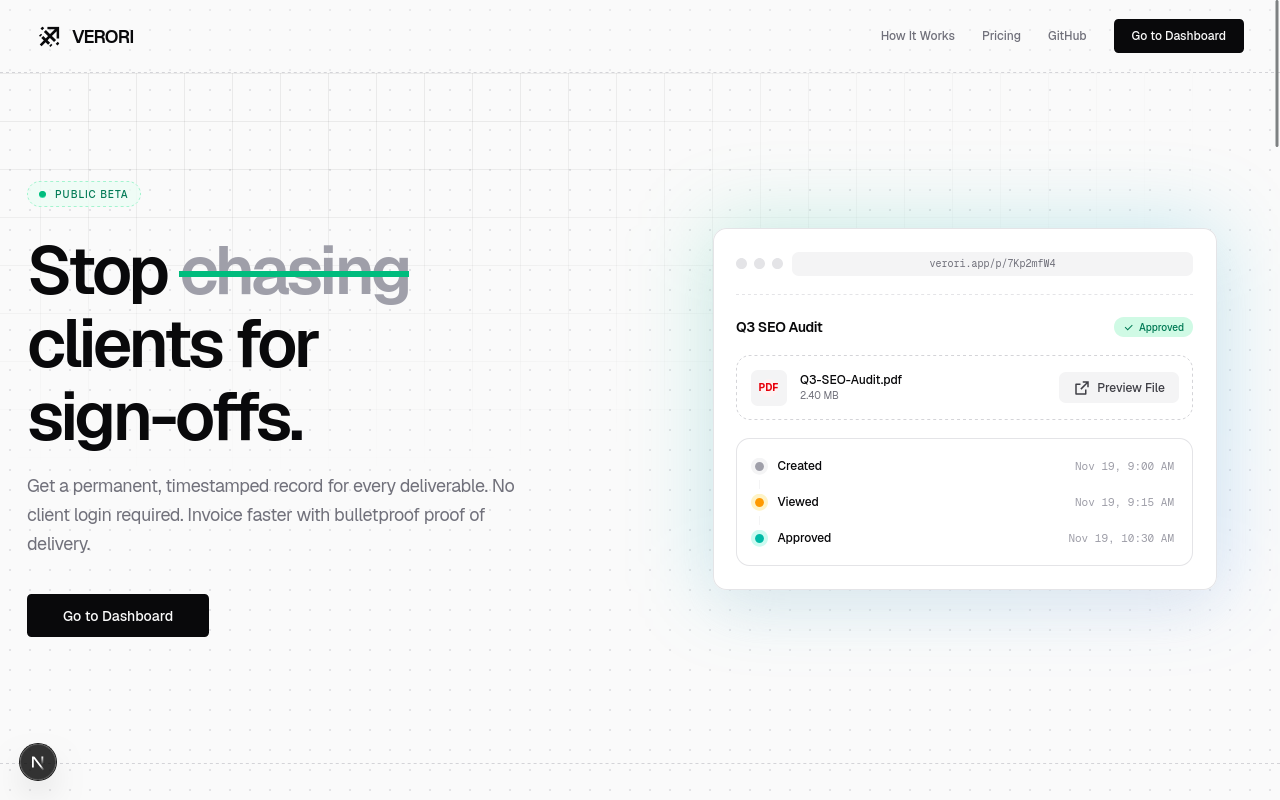 VERORI
How It Works
Pricing
GitHub
Go to Dashboard
PUBLIC BETA
Stop chasing
clients for
sign-offs.
Get a permanent, timestamped record for every deliverable. No
client login required. Invoice faster with bulletproof proof of
delivery.
Go to Dashboard
verori.app/p/7Kp2mfW4
Q3 SEO Audit
Approved
PDF
Q3-SEO-Audit.pdf
2.40 MB
Preview File
Created
Nov 19, 9:00 AM
Viewed
Nov 19, 9:15 AM
Approved
Nov 19, 10:30 AM
N